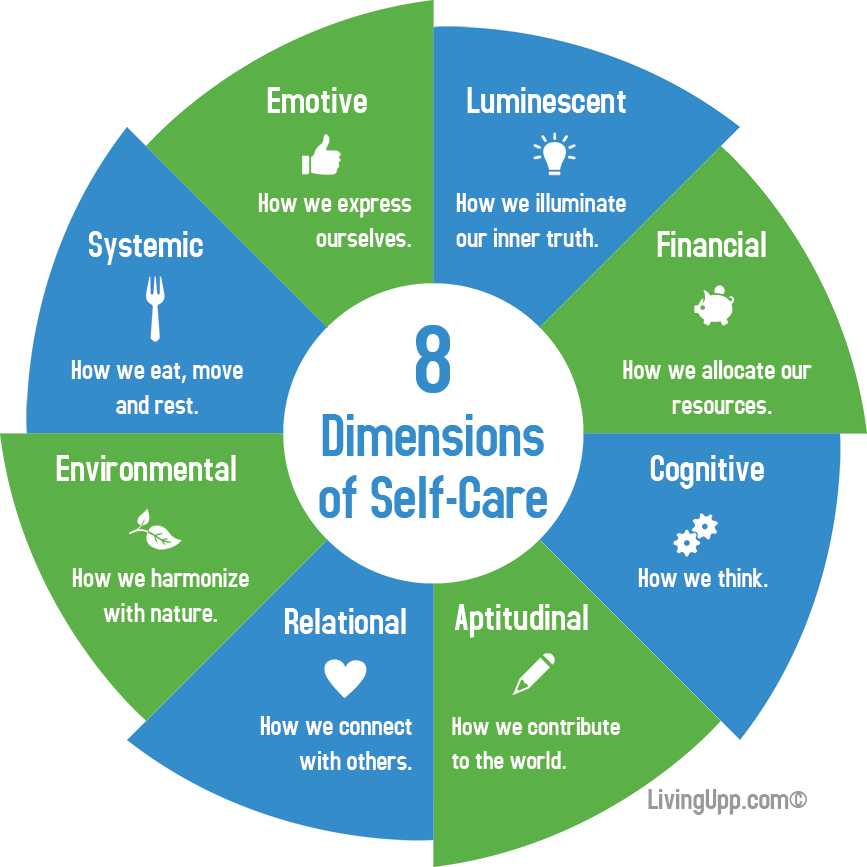 8
Dimensions
of Self-Care
Emotive
How we express
ourselves.
Luminescent
How we illuminate
our inner truth.
Financial
How we allocate our
resources.
Cognitive
How we think.
Aptitudinal
How we contribute
to the world.
Relational
How we connect
with others.
Environmental
How we harmonize
with nature.
Systemic
How we eat, move
and rest.
LivingUpp.com©